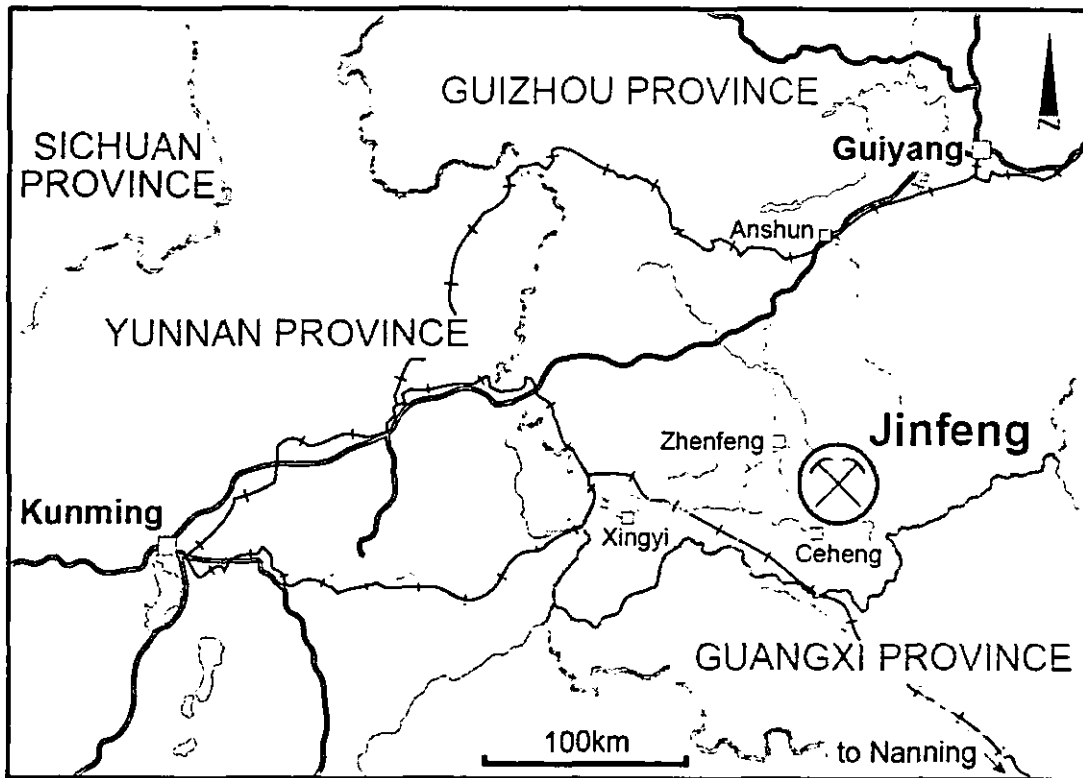 GUIZHOU PROVINCE
SICHUAN
PROVINCE
Guiyang
N
Anshun
YUNNAN PROVINCE
Jinfeng
Zhenfeng
Kunming
Xingyi
Ceheng
GUANGXI PROVINCE
100km
to Nanning